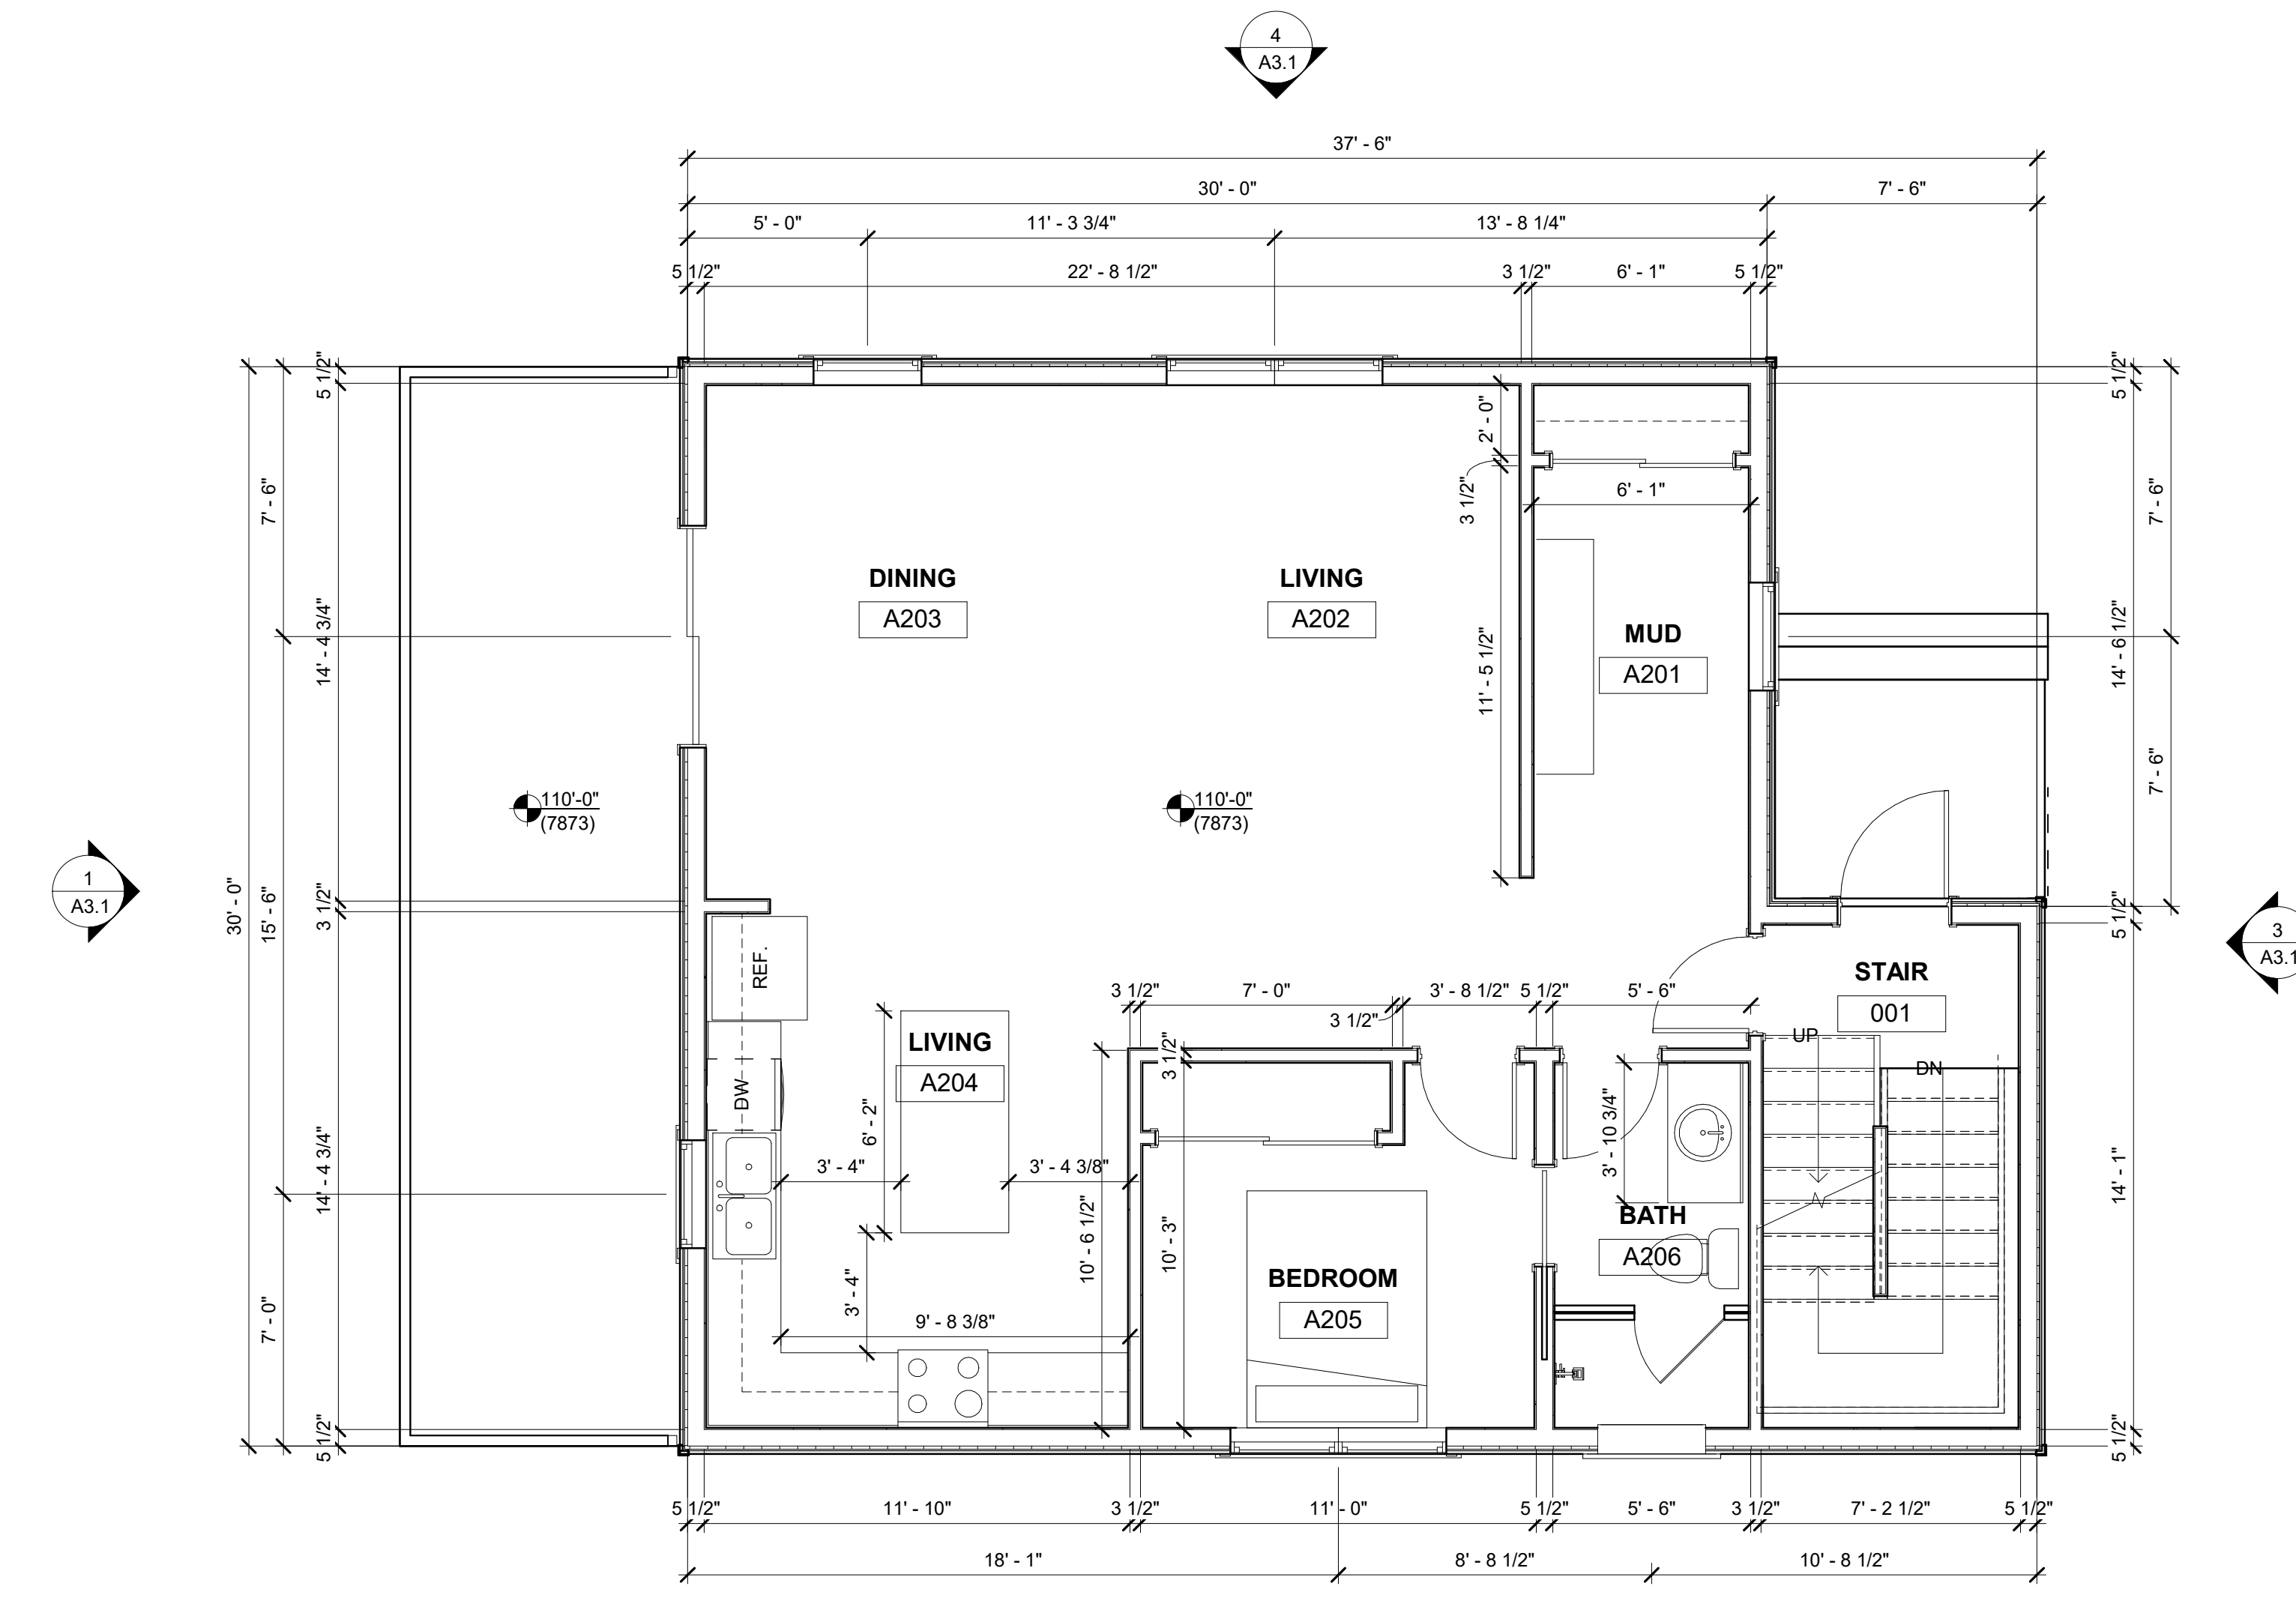 4
A3.1
37' - 6"
30' - 0"
7' - 6"
5' - 0"
11' - 3 3/4"
13' - 8 1/4"
5 1/2"
22' - 8 1/2"
3 1/2"
6' - 1"
5 1/2"
5 1/2"
7' - 6"
14' - 4 3/4"
30' - 0"
15' - 6"
3 1/2"
14' - 4 3/4"
7' - 0"
5 1/2"
1
A3.1
110'-0"
(7873)
DINING
A203
LIVING
A202
2' - 0"
3 1/2"
6' - 1"
11' - 5 1/2"
MUD
A201
110'-0"
(7873)
5 1/2"
7' - 6"
14' - 6 1/2"
7' - 6"
5 1/2"
14' - 1"
5 1/2"
3
A3.1
REF.
DW
LIVING
A204
6' - 2"
3' - 4"
3' - 4 3/8"
3' - 4"
9' - 8 3/8"
3 1/2"
7' - 0"
3 1/2"
3' - 8 1/2"
5 1/2"
5' - 6"
3 1/2"
10' - 6 1/2"
10' - 3"
BEDROOM
A205
3' - 10 3/4"
BATH
A206
STAIR
001
UP
DN
5 1/2"
11' - 10"
3 1/2"
11' - 0"
5 1/2"
5' - 6"
3 1/2"
7' - 2 1/2"
5 1/2"
18' - 1"
8' - 8 1/2"
10' - 8 1/2"